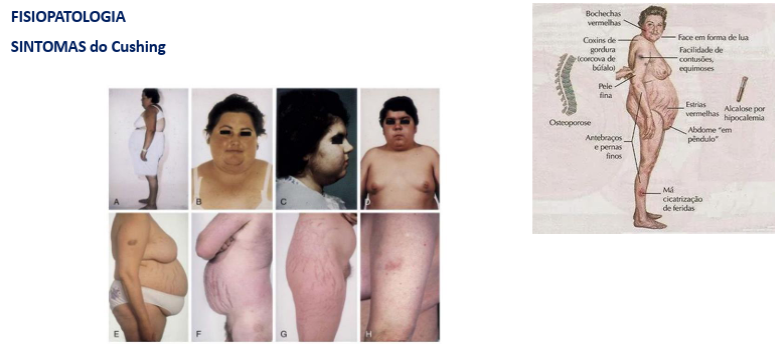 FISIOPATOLOGIA
SINTOMAS do Cushing
A
B
C
D
E
F
G
H
Bochechas
vermelhas
Face em forma de lua
Coxins de
gordura
(corcova de
búfalo)
Facilidade de
contusões,
equimoses
Pele
fina
Osteoporose
Estrias
vermelhas
Alcalose por
hipocalemia
Abdome "em
pêndulo"
Antebraços
e pernas
finos
Má
cicatrização
de feridas